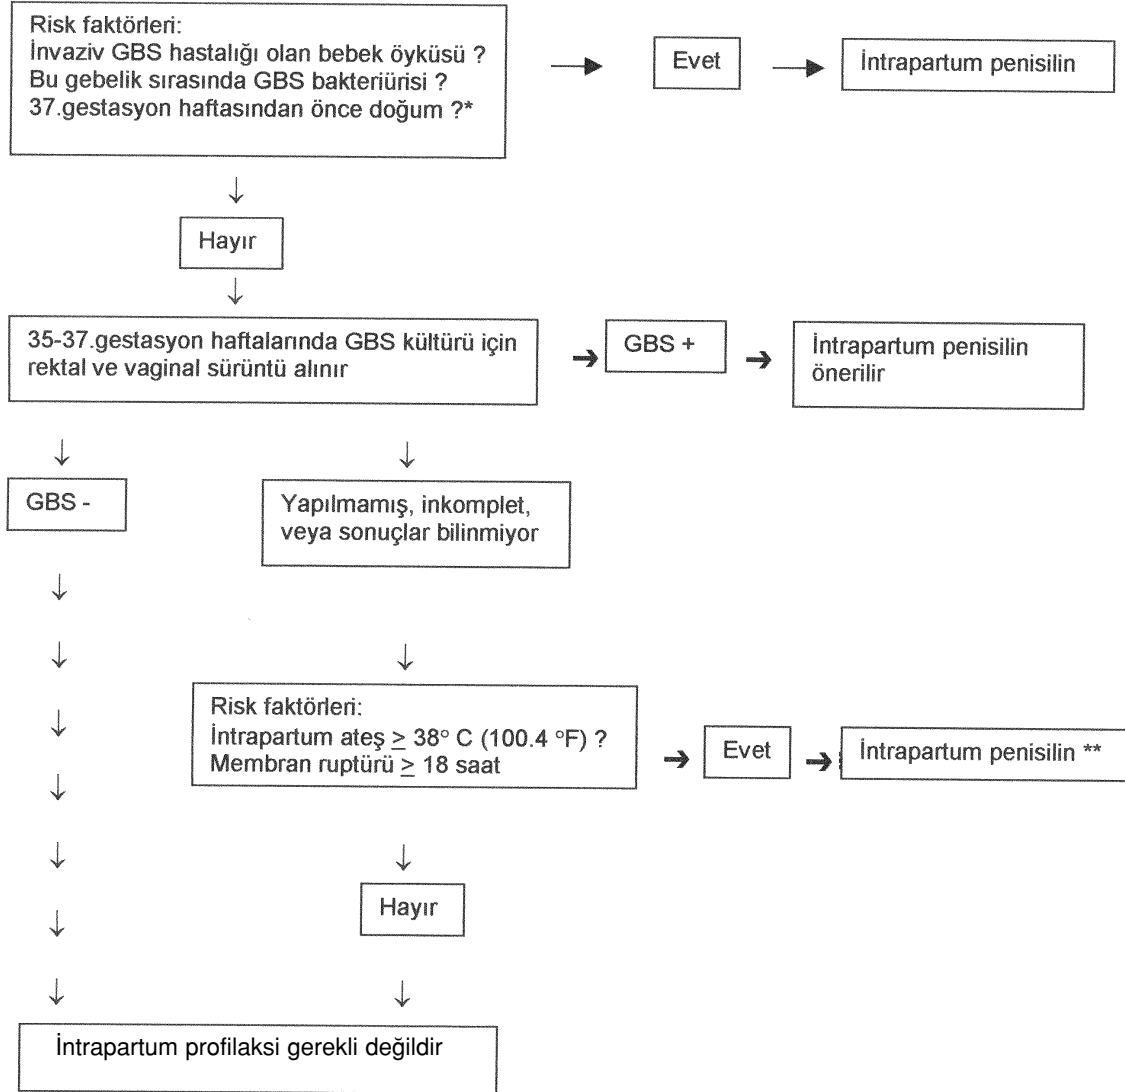 Risk faktörleri:
İnvaziv GBS hastalığı olan bebek öyküsü ?
Bu gebelik sırasında GBS bakteriürisi ?
37.gestasyon haftasından önce doğum ?*
Evet
İntrapartum penisilin
Hayır
35-37.gestasyon haftalarında GBS kültürü için
rektal ve vaginal sürüntü alınır
GBS +
İntrapartum penisilin
önerilir
GBS -
Yapılmamış, inkomplet,
veya sonuçlar bilinmiyor
Risk faktörleri:
İntrapartum ateş ≥ 38° C (100.4 °F) ?
Membran ruptürü ≥ 18 saat
Evet
İntrapartum penisilin **
Hayır
İntrapartum profilaksi gerekli değildir